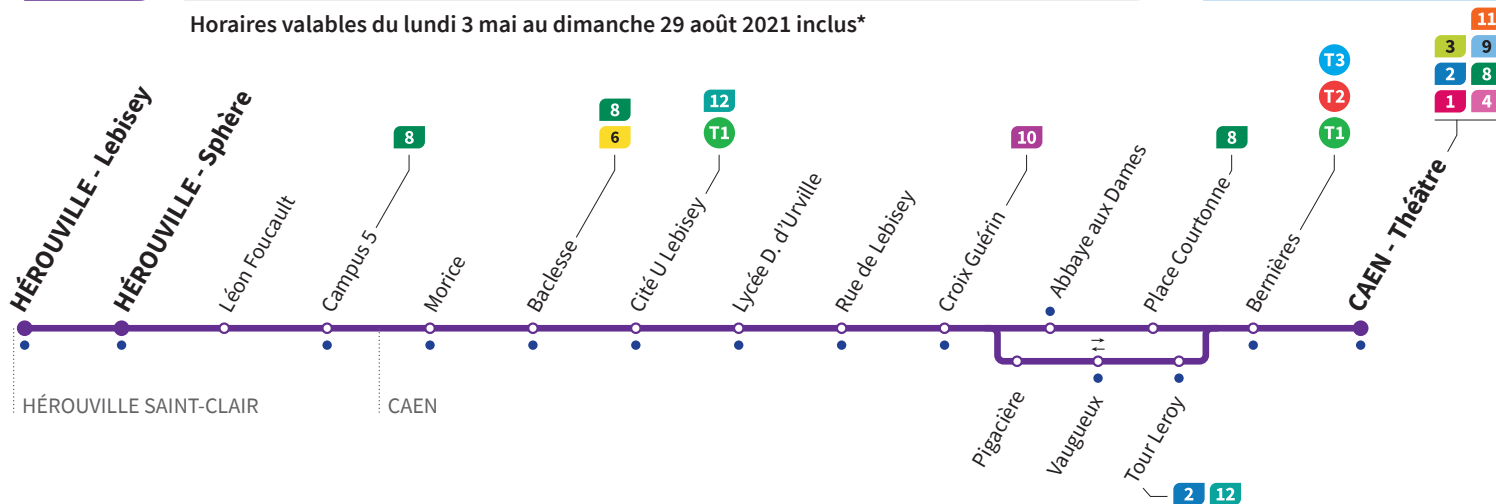 Horaires valables du lundi 3 mai au dimanche 29 août 2021 inclus*
11
3 9
2 8
1 4
T3
T2
T1
8
6
12
T1
8
10
8
HÉROUVILLE - Lebisey
HÉROUVILLE - Sphère
Léon Foucault
Campus 5
Morice
Baclesse
Cité U Lebisey
Lycée D. d'Urville
Rue de Lebisey
Croix Guérin
Abbaye aux Dames
Place Courtonne
Bernières
CAEN - Théâtre
Pigacière
Vaugueux
Tour Leroy
2 12
HÉROUVILLE SAINT-CLAIR
CAEN